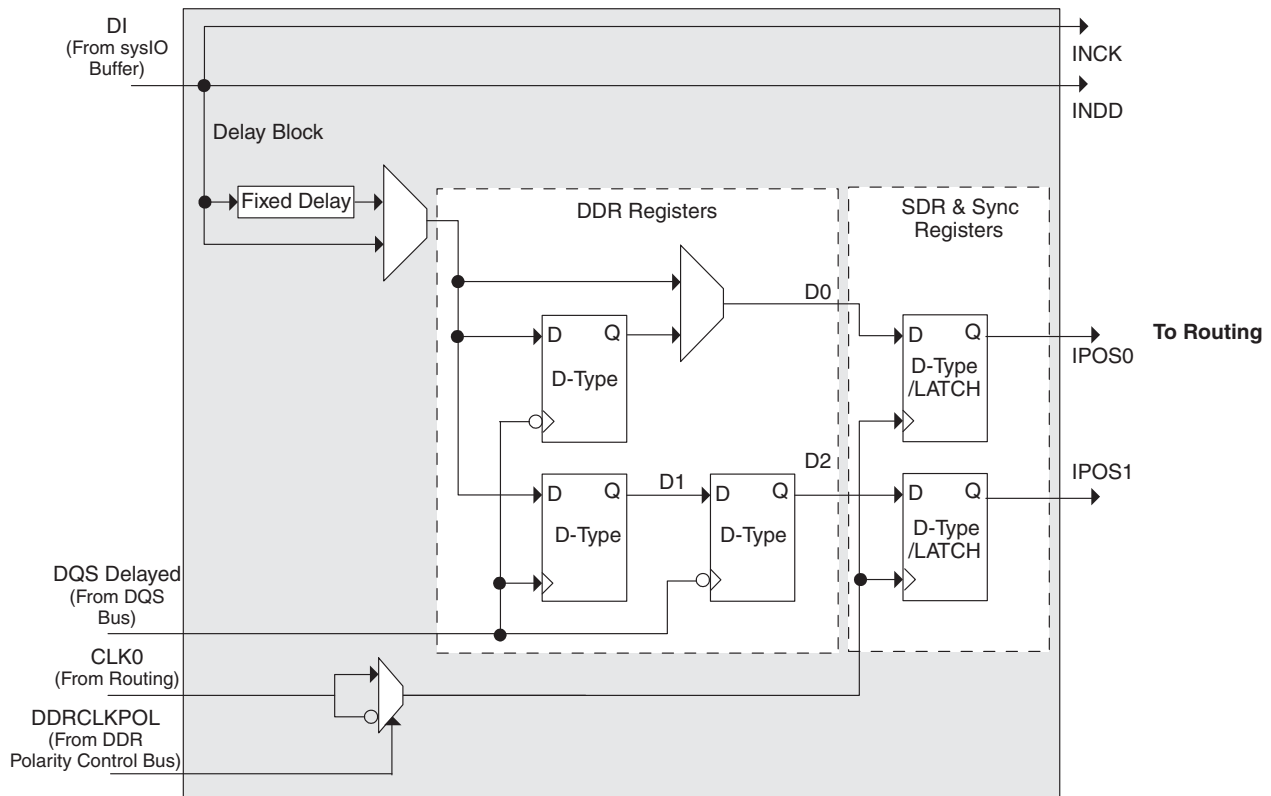 DI
(From sysIO
Buffer)
INCK
INDD
Delay Block
Fixed Delay
DDR Registers
SDR & Sync
Registers
D0
D Q
D-Type
D Q
D-Type
/LATCH
IPOS0
To Routing
D Q
D-Type
D1
D Q
D-Type
D2
D Q
D-Type
/LATCH
IPOS1
DQS Delayed
(From DQS
Bus)
CLK0
(From Routing)
DDRCLKPOL
(From DDR
Polarity Control Bus)